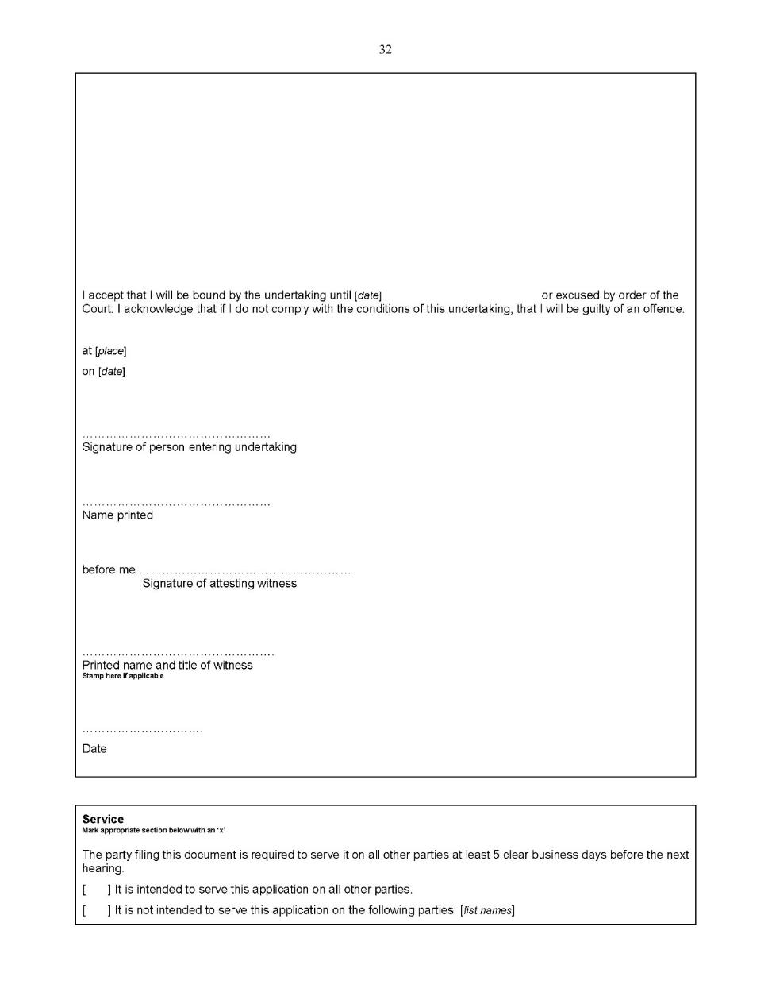 32
I accept that I will be bound by the undertaking until [date] or excused by order of the
Court. I acknowledge that if I do not comply with the conditions of this undertaking, that I will be guilty of an offence.
at [place]
on [date]
…………………………………………
Signature of person entering undertaking
…………………………………………
Name printed
before me ………………………………………………
Signature of attesting witness
………………………………………….
Printed name and title of witness
Stamp here if applicable
………………………….
Date
Service
Mark appropriate section below with an ‘x’
The party filing this document is required to serve it on all other parties at least 5 clear business days before the next
hearing.
[ ] It is intended to serve this application on all other parties.
[ ] It is not intended to serve this application on the following parties: [list names]